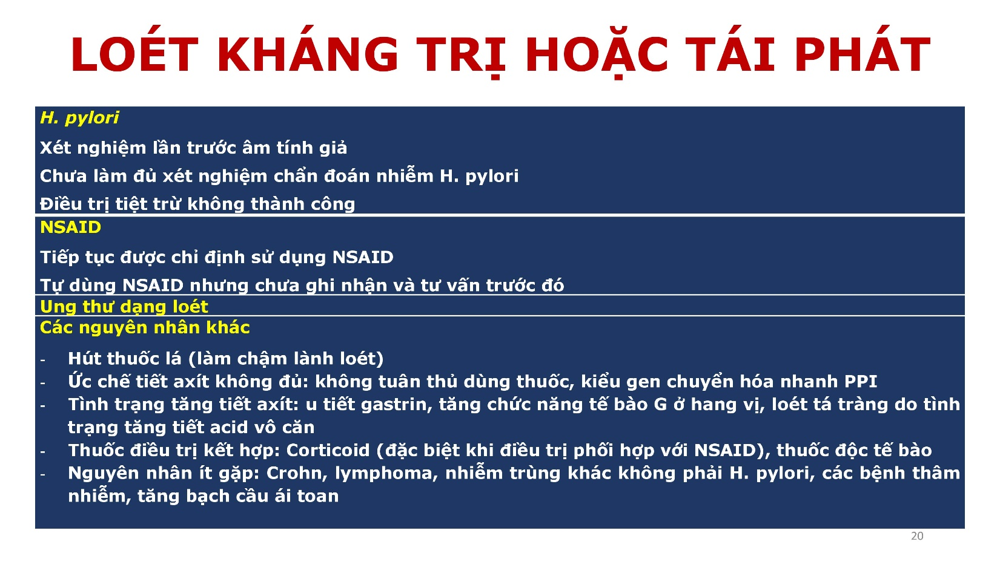 LOÉT KHÁNG TRỊ HOẶC TÁI PHÁT
H. pylori
Xét nghiệm lần trước âm tính giả
Chưa làm đủ xét nghiệm chẩn đoán nhiễm H. pylori
Điều trị tiệt trừ không thành công
NSAID
Tiếp tục được chỉ định sử dụng NSAID
Tự dùng NSAID nhưng chưa ghi nhận và tư vấn trước đó
Ung thư dạng loét
Các nguyên nhân khác
- Hút thuốc lá (làm chậm lành loét)
- Ức chế tiết axít không đủ: không tuân thủ dùng thuốc, kiểu gen chuyển hóa nhanh PPI
- Tình trạng tăng tiết axít: u tiết gastrin, tăng chức năng tế bào G ở hang vị, loét tá tràng do tình
trạng tăng tiết acid vô căn
- Thuốc điều trị kết hợp: Corticoid (đặc biệt khi điều trị phối hợp với NSAID), thuốc độc tế bào
- Nguyên nhân ít gặp: Crohn, lymphoma, nhiễm trùng khác không phải H. pylori, các bệnh thâm
nhiễm, tăng bạch cầu ái toan
20